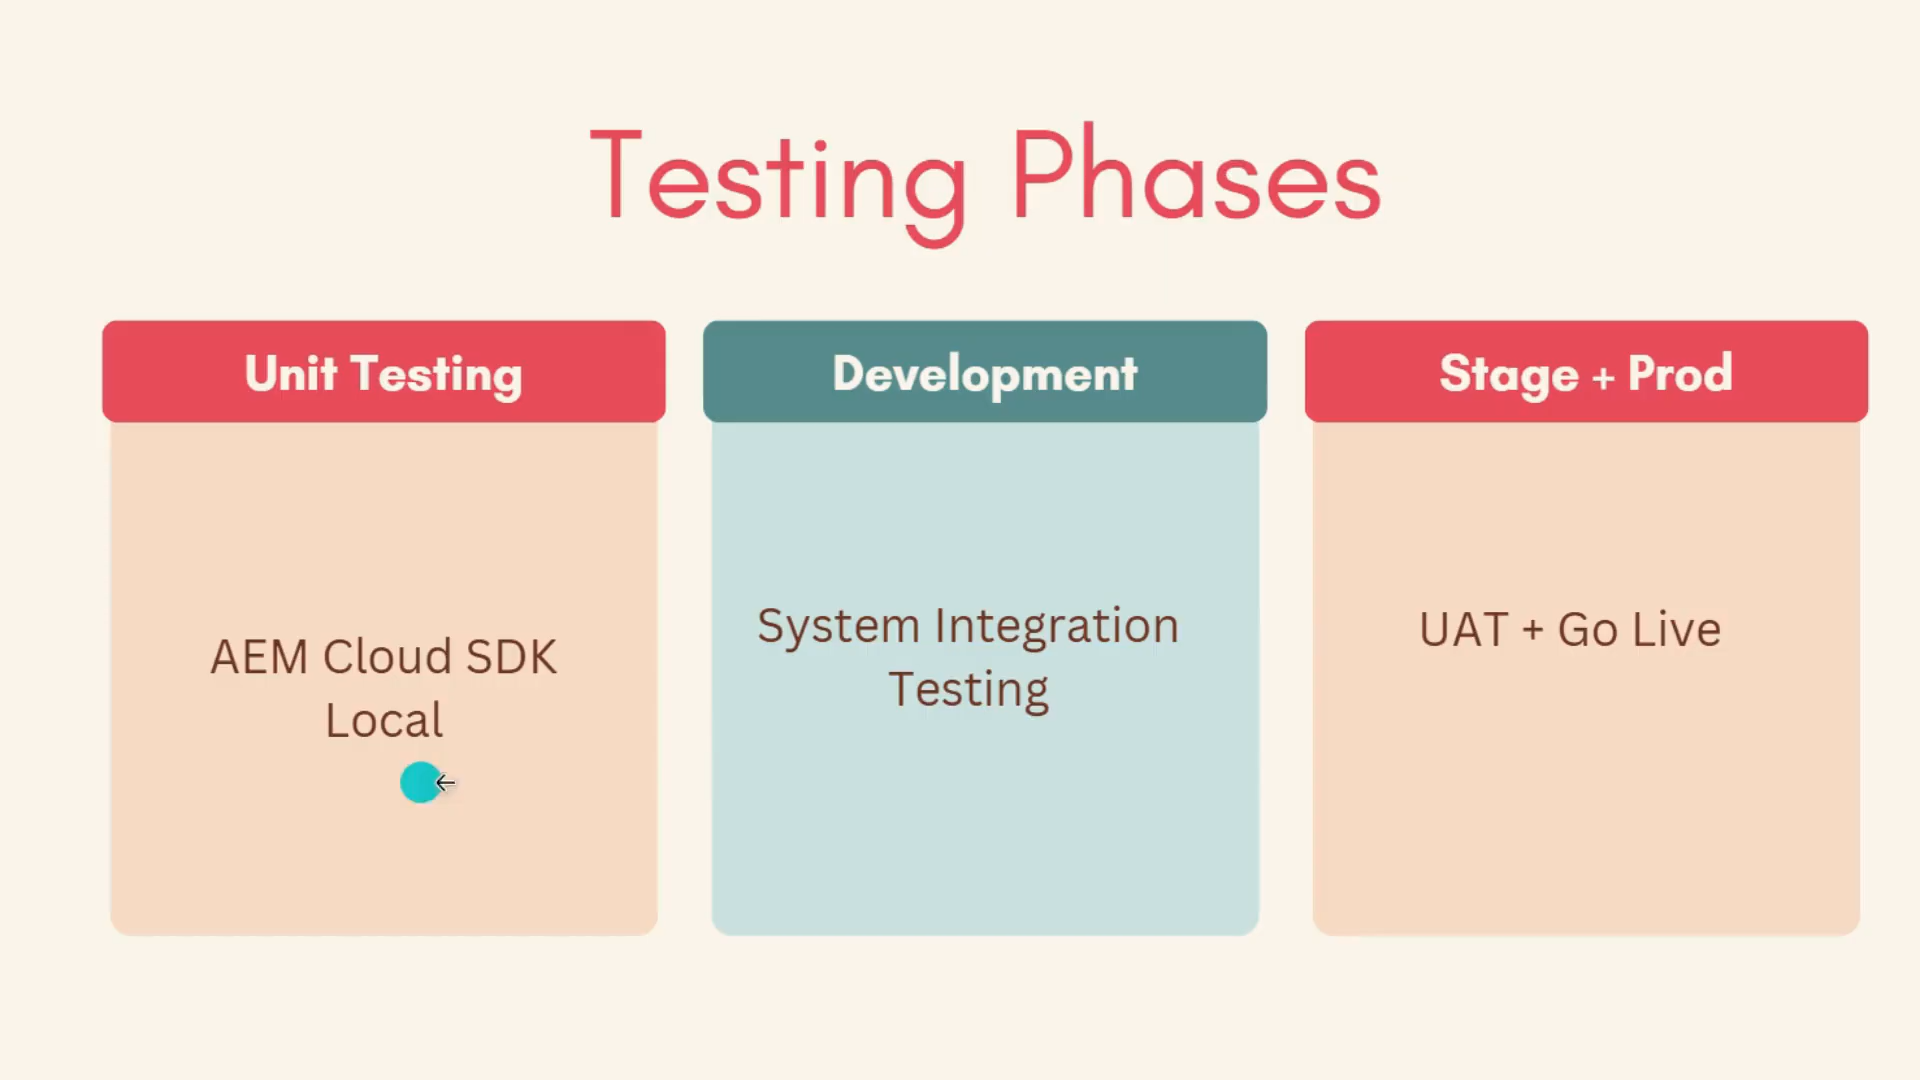 Testing Phases
Unit Testing
AEM Cloud SDK
Local
Development
System Integration
Testing
Stage + Prod
UAT + Go Live